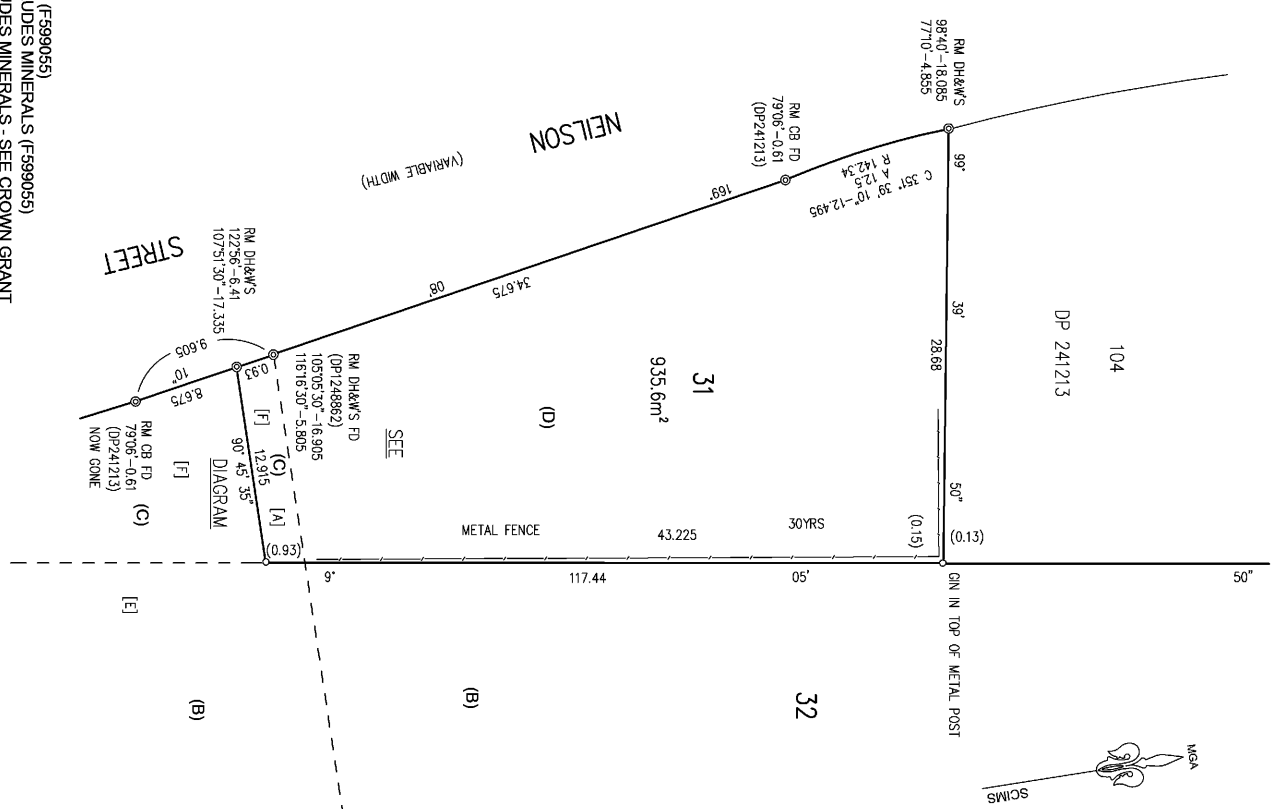 (F599055)
UDES MINERALS (F599055)
DES MINERALS - SEE CROWN GRANT
RM DH&W'S
98°40'-18.085
77°10'-4.855
RM CB FD
79°06'-0.61
(DP241213)
NEILSON
(VARIABLE WIDTH)
STREET
C 351° 39' 10"-12.495
A 12.5
R 142.34
169°
08'
34.675
RM DH&W'S
122°56'-6.41
107°51'30"-17.335
9.605
0.93
10"
8.675
RM DH&W'S FD
(DP1248862)
105°05'30"-16.905
116°16'30"-5.805
RM CB FD
79°06'-0.61
(DP241213)
NOW GONE
99°
39'
50"
28.68
104
DP 241213
31
935.6m²
(D)
SEE
DIAGRAM
[F]
(C)
12.915
90° 45' 35"
[A]
[F]
(C)
(0.93)
METAL FENCE
43.225
30YRS
(0.15)
(0.13)
9°
117.44
05'
50"
GIN IN TOP OF METAL POST
[E]
(B)
(B)
32
MGA
SCIMS